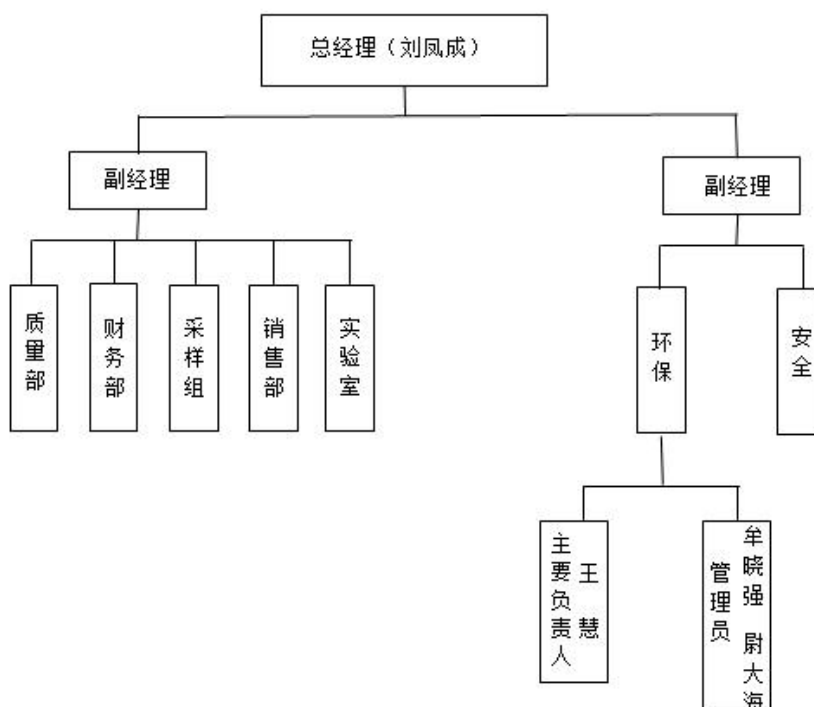 总经理（刘凤成）
副经理
副经理
质量部
财务部
采样组
销售部
实验室
环保
安全
主要负责人
王慧
管理员
牟晓强 尉大海